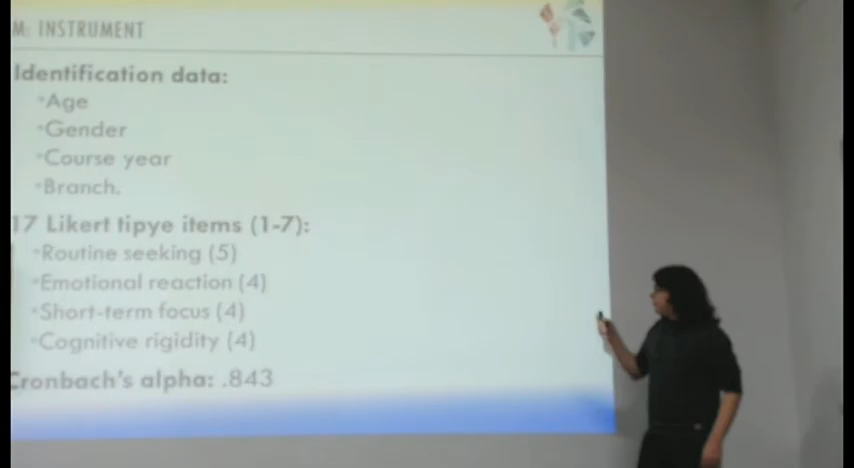 M: INSTRUMENT
Identification data:
•Age
•Gender
•Course year
•Branch.
17 Likert tipye items (1-7):
•Routine seeking (5)
•Emotional reaction (4)
•Short-term focus (4)
•Cognitive rigidity (4)
Cronbach's alpha: .843